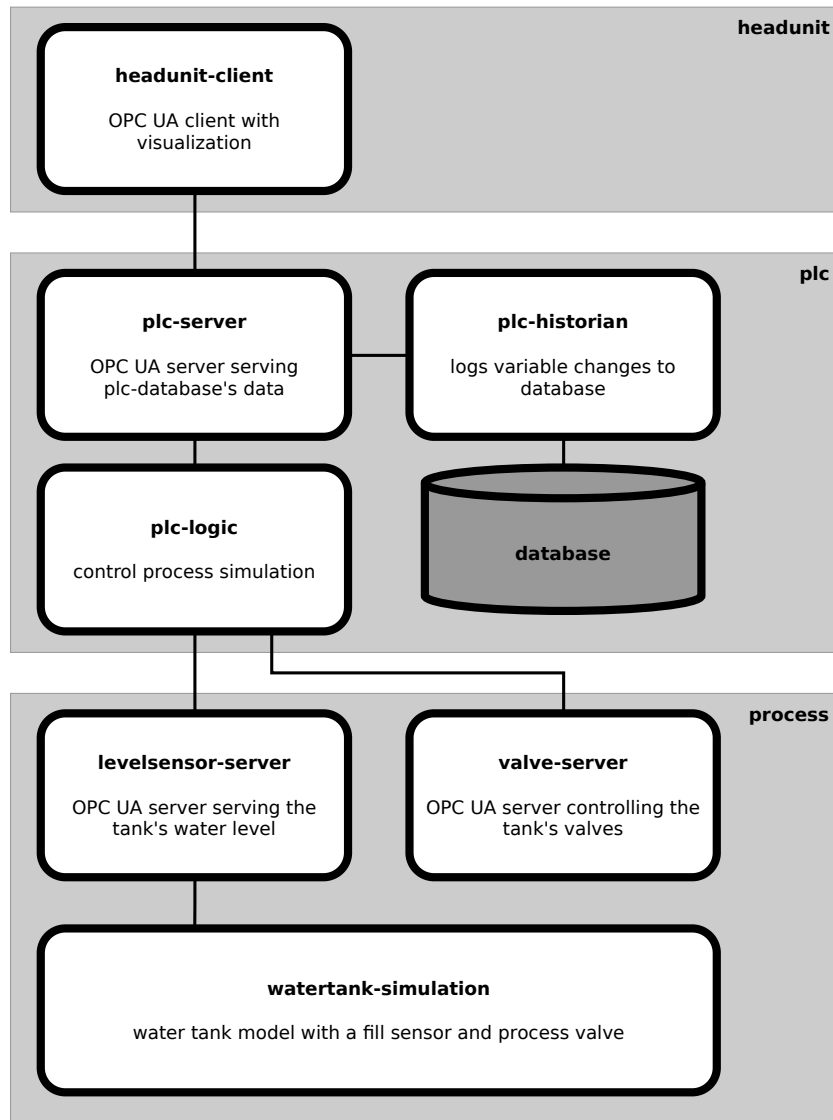 headunit
headunit-client
OPC UA client with
visualization
plc
plc-server
OPC UA server serving
plc-database's data
plc-historian
logs variable changes to
database
plc-logic
control process simulation
database
process
levelsensor-server
OPC UA server serving the
tank's water level
valve-server
OPC UA server controlling the
tank's valves
watertank-simulation
water tank model with a fill sensor and process valve